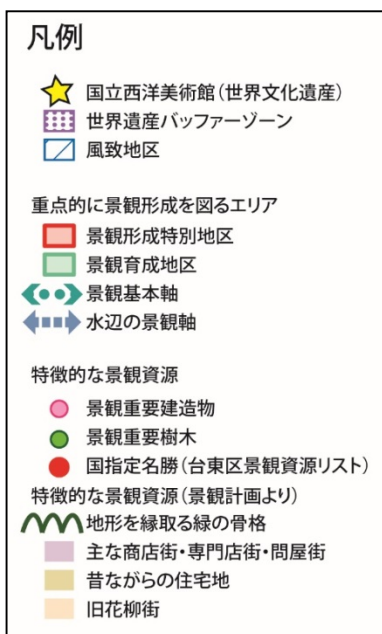 凡例
国立西洋美術館(世界文化遺産)
世界遺産バッファーゾーン
風致地区
重点的に景観形成を図るエリア
景観形成特別地区
景観育成地区
景観基本軸
水辺の景観軸
特徴的な景観資源
景観重要建造物
景観重要樹木
国指定名勝(台東区景観資源リスト)
特徴的な景観資源(景観計画より)
地形を縁取る緑の骨格
主な商店街・専門店街・問屋街
昔ながらの住宅地
旧花柳街